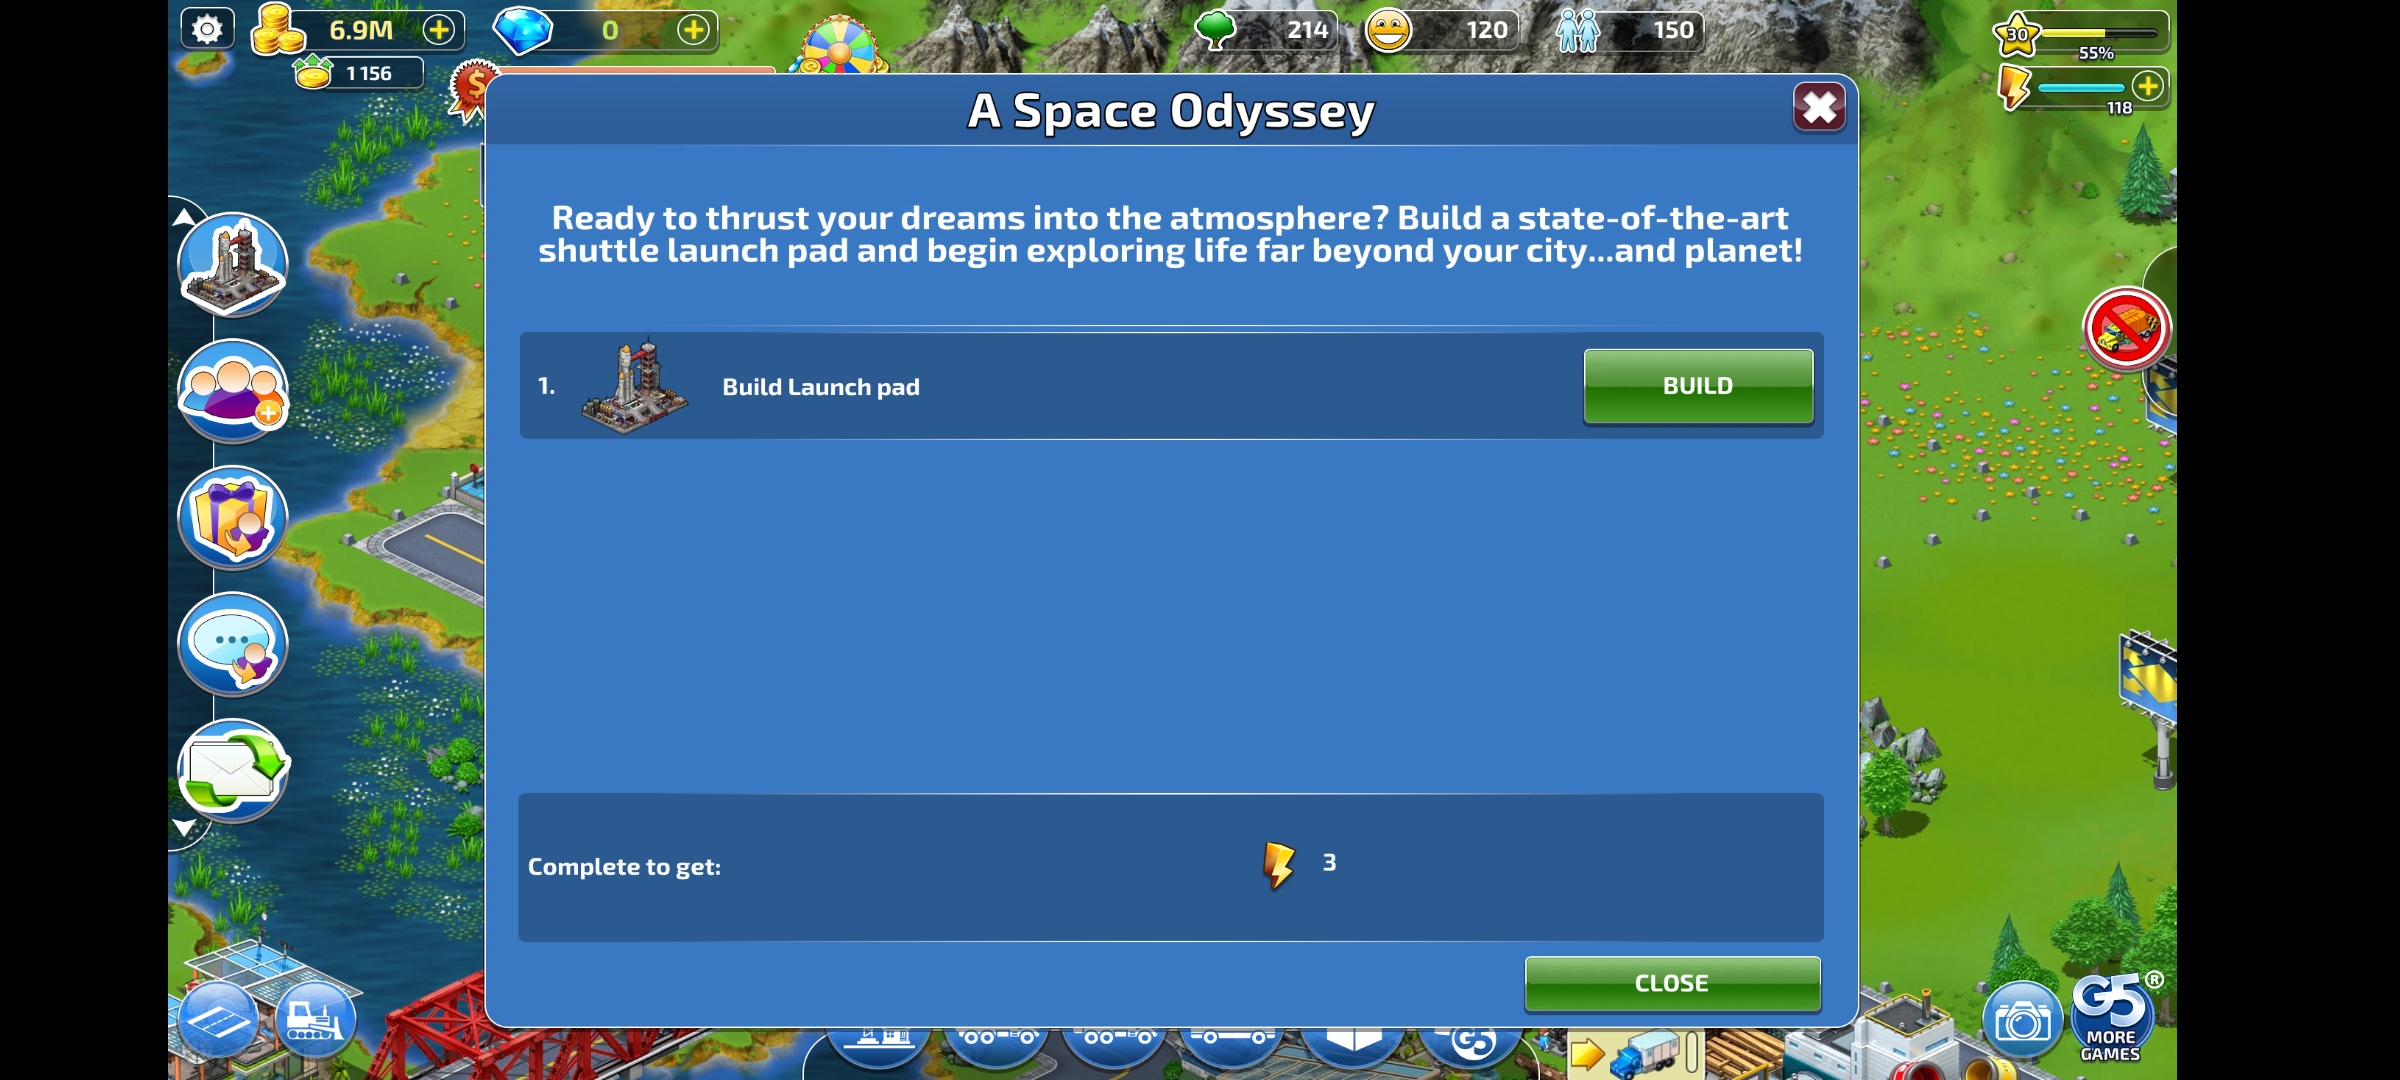 6.9M
0
214
120
150
30
55%
1 156
118
A Space Odyssey
Ready to thrust your dreams into the atmosphere? Build a state-of-the-art
shuttle launch pad and begin exploring life far beyond your city...and planet!
1.
Build Launch pad
BUILD
Complete to get:
3
CLOSE
G5
G5®
MORE
GAMES